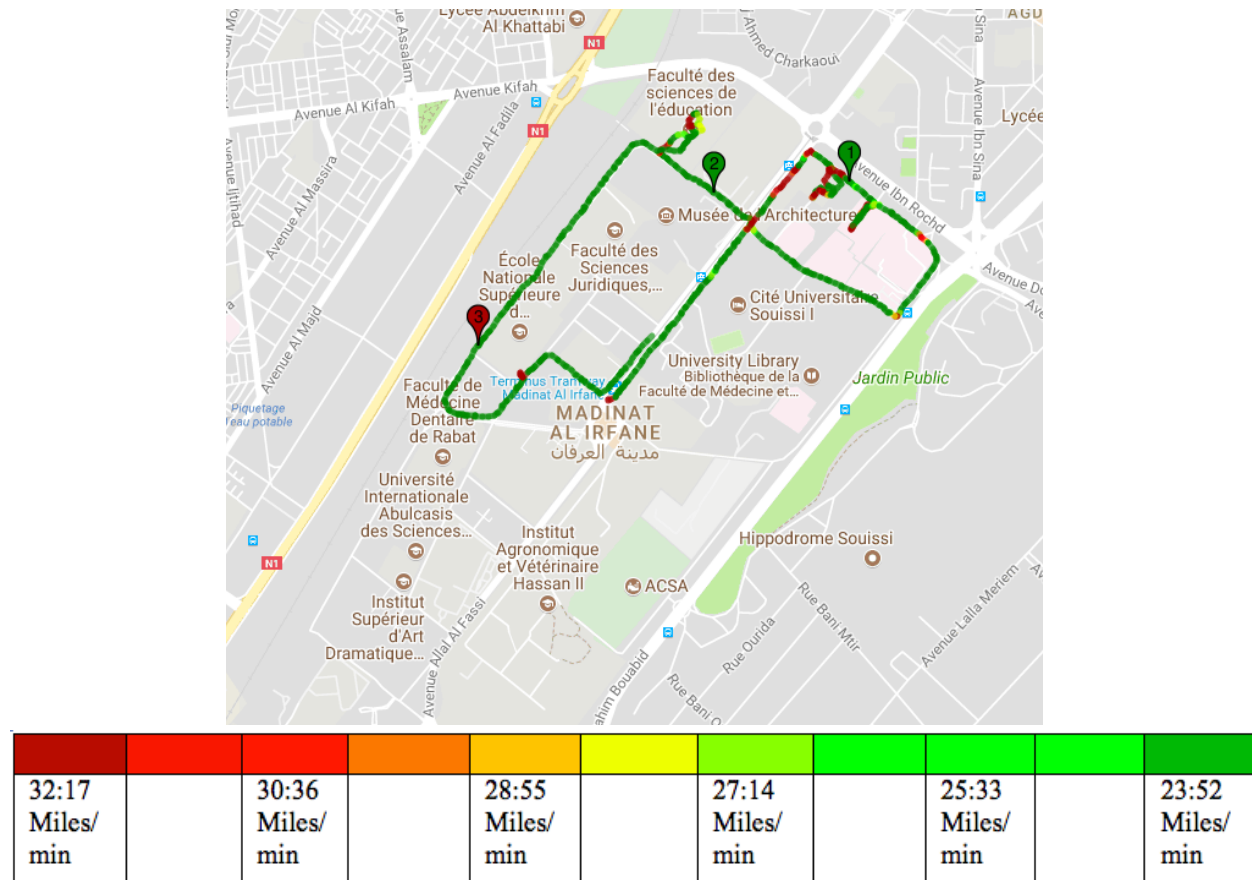 Lycée Abdelkrim
Al Khattabi
AGD
N1
Ahmed Charkaoui
Ibn Sina
Faculté des
sciences de
l'éducation
Avenue Kifah
Avenue Al Kifah
Avenue Assalam
Lycée
N1
Avenue Al Fadila
Avenue Ibn Sina
Avenue Al Massira
Avenue Ijtihad
1
2
Avenue Ibn Rochd
Musée de l'Architecture
Faculté des
Sciences
Juridiques,...
École
Nationale
Supérieure
d...
Cité Universitaire
Souissi I
3
Avenue Al Majd
University Library
Bibliothèque de la
Faculté de Médecine et...
Jardin Public
Terminus Tramway
Madinat Al Irfane
Faculté de
Médecine
Dentaire
de Rabat
Piquetage
d'eau potable
MADINAT
AL IRFANE
مدينة العرفان
Université
Internationale
Abulcasis
des Sciences...
Institut
Agronomique
et Vétérinaire
Hassan II
Hippodrome Souissi
N1
ACSA
Institut
Supérieur
d'Art
Dramatique...
Avenue Allal Al Fassi
Rue Bani Mtir
Rue Ourida
Avenue Lalla Meriem
Rue Bani O
ahim Bouabid
32:17 Miles/ min
30:36 Miles/ min
28:55 Miles/ min
27:14 Miles/ min
25:33 Miles/ min
23:52 Miles/ min